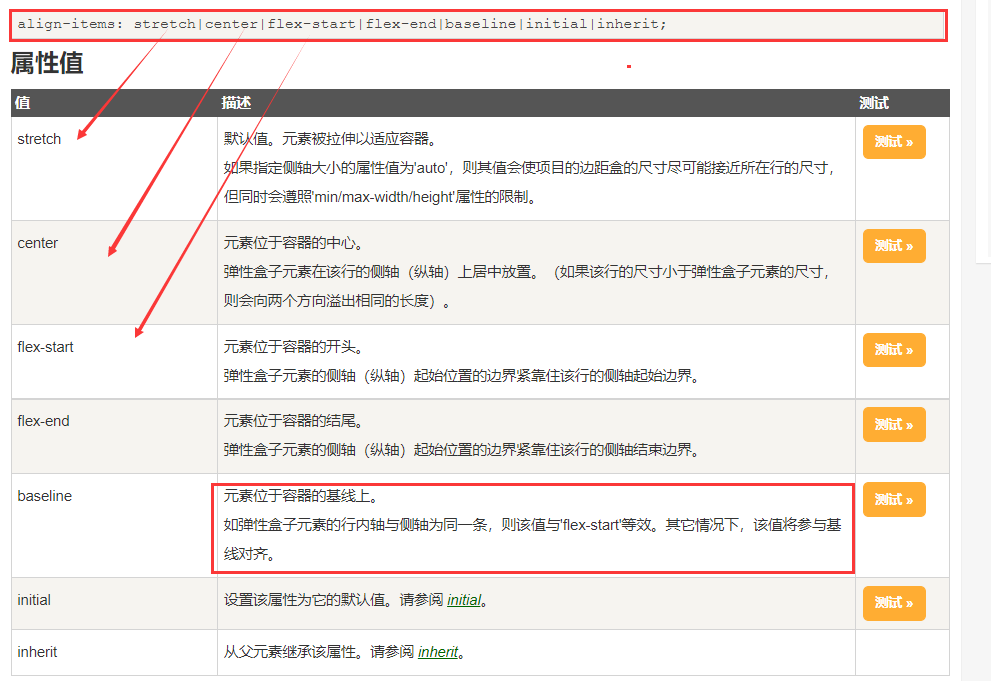 align-items: stretch|center|flex-start|flex-end|baseline|initial|inherit;
属性值
值 描述 测试
stretch 默认值。元素被拉伸以适应容器。 测试 »
如果指定侧轴大小的属性值为'auto'，则其值会使项目的边距盒的尺寸尽可能接近所在行的尺寸，
但同时会遵照'min/max-width/height'属性的限制。
center 元素位于容器的中心。 测试 »
弹性盒子元素在该行的侧轴（纵轴）上居中放置。（如果该行的尺寸小于弹性盒子元素的尺寸，
则会向两个方向溢出相同的长度）。
flex-start 元素位于容器的开头。 测试 »
弹性盒子元素的侧轴（纵轴）起始位置的边界紧靠住该行的侧轴起始边界。
flex-end 元素位于容器的结尾。 测试 »
弹性盒子元素的侧轴（纵轴）起始位置的边界紧靠住该行的侧轴结束边界。
baseline 元素位于容器的基线上。 测试 »
如弹性盒子元素的行内轴与侧轴为同一条，则该值与'flex-start'等效。其它情况下，该值将参与基
线对齐。
initial 设置该属性为它的默认值。请参阅 initial。 测试 »
inherit 从父元素继承该属性。请参阅 inherit。